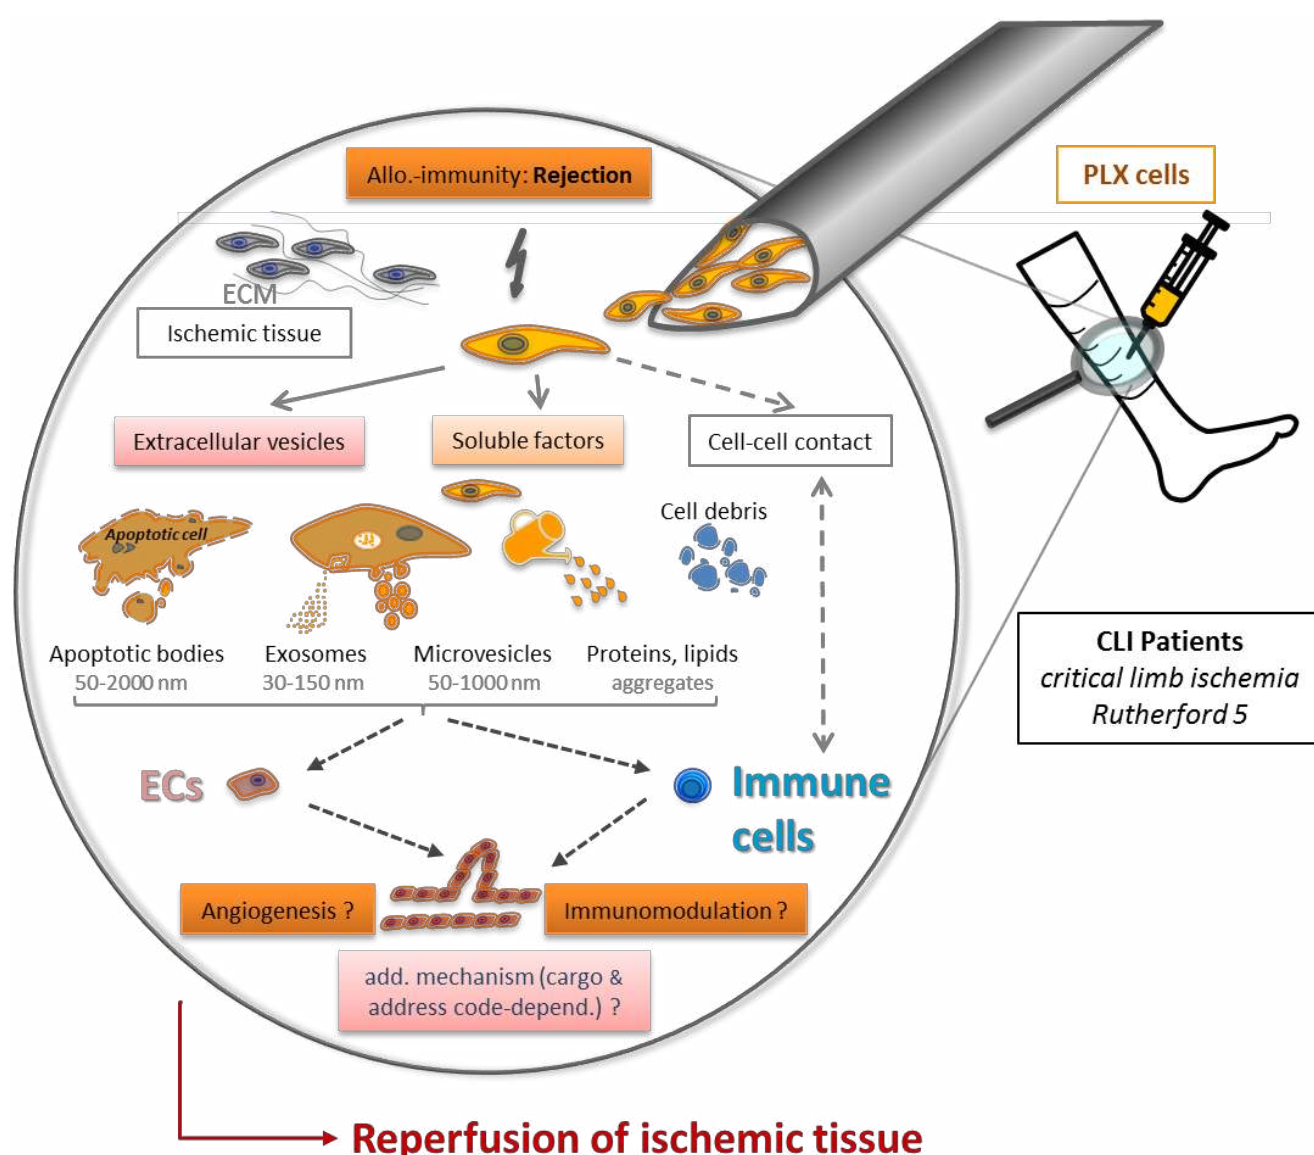 Allo.-immunity: Rejection
PLX cells
ECM
Ischemic tissue
Extracellular vesicles
Soluble factors
Cell-cell contact
Apoptotic cell
Cell debris
Apoptotic bodies
50-2000 nm
Exosomes
30-150 nm
Microvesicles
50-1000 nm
Proteins, lipids
aggregates
CLI Patients
critical limb ischemia
Rutherford 5
ECs
Immune
cells
Angiogenesis ?
Immunomodulation ?
add. mechanism (cargo &
address code-depend.) ?
Reperfusion of ischemic tissue